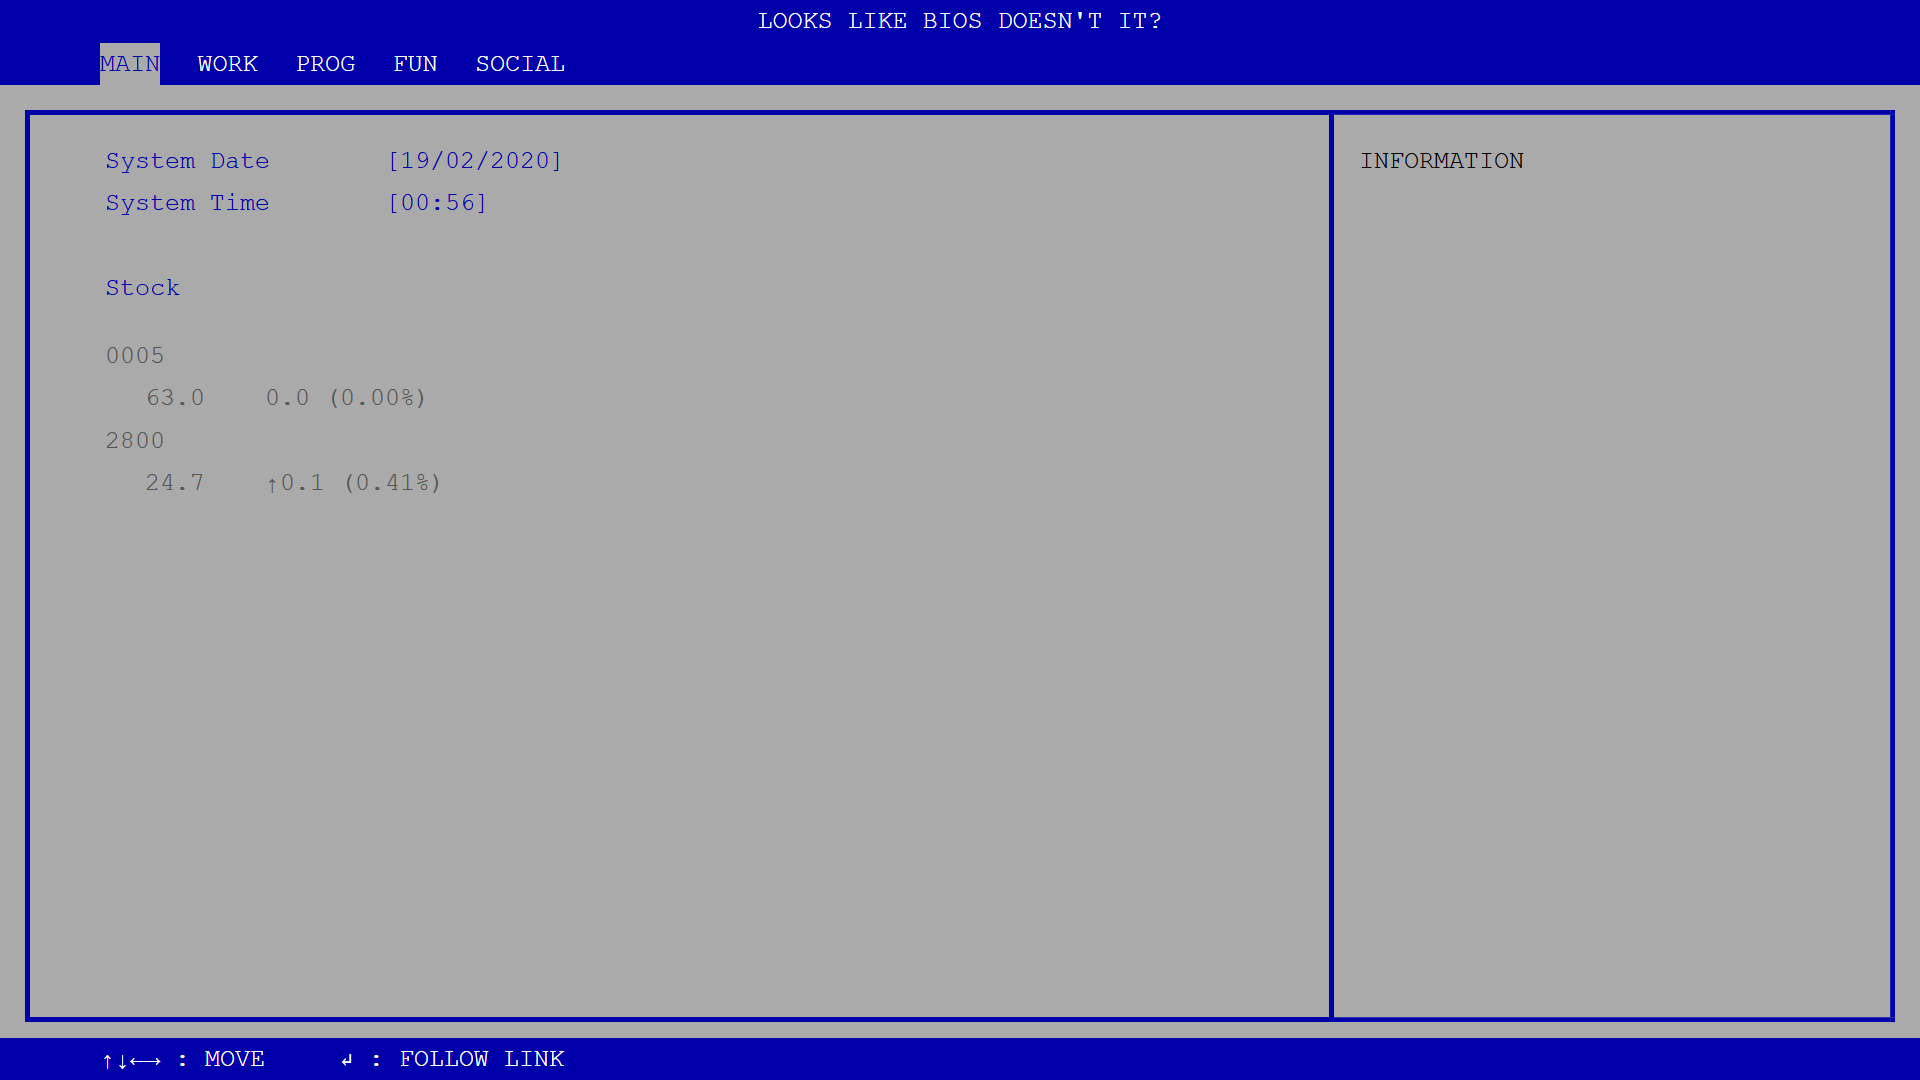 LOOKS LIKE BIOS DOESN'T IT?
MAIN WORK PROG FUN SOCIAL
System Date [19/02/2020]
System Time [00:56]
Stock
0005
63.0 0.0 (0.00%)
2800
24.7 ↑0.1 (0.41%)
INFORMATION
↑↓←→ : MOVE ↲ : FOLLOW LINK